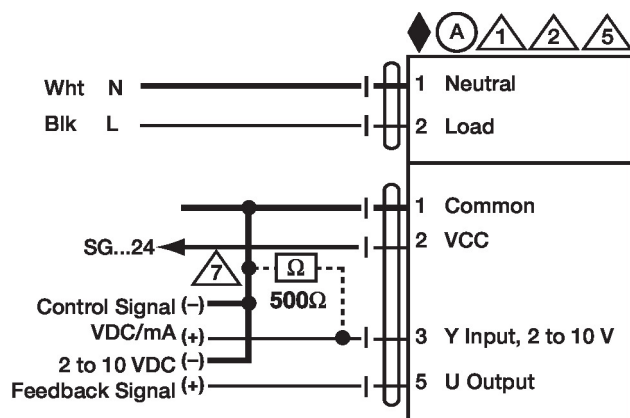 A 1 2 5
Wht N 1 Neutral
Blk L 2 Load
1 Common
SG...24 2 VCC
7 Ω
500Ω
Control Signal (–)
VDC/mA (+) 3 Y Input, 2 to 10 V
2 to 10 VDC (–)
Feedback Signal (+) 5 U Output